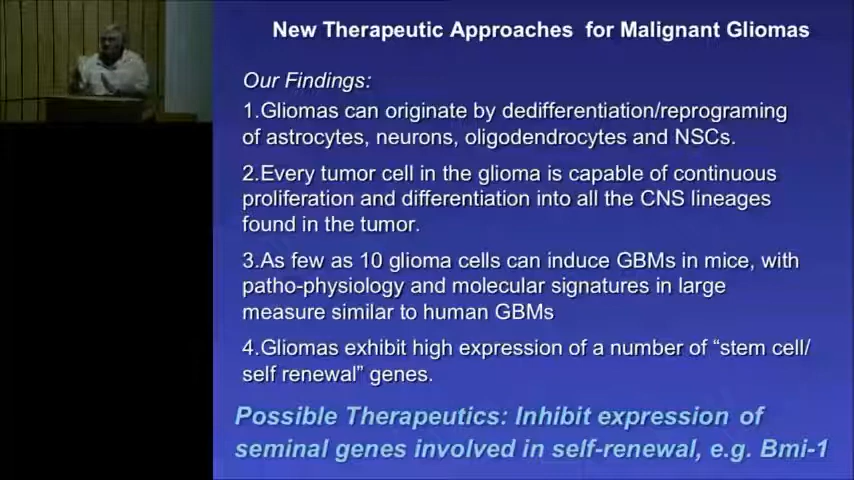 New Therapeutic Approaches for Malignant Gliomas
Our Findings:
1.Gliomas can originate by dedifferentiation/reprograming
of astrocytes, neurons, oligodendrocytes and NSCs.
2.Every tumor cell in the glioma is capable of continuous
proliferation and differentiation into all the CNS lineages
found in the tumor.
3.As few as 10 glioma cells can induce GBMs in mice, with
patho-physiology and molecular signatures in large
measure similar to human GBMs
4.Gliomas exhibit high expression of a number of “stem cell/
self renewal” genes.
Possible Therapeutics: Inhibit expression of
seminal genes involved in self-renewal, e.g. Bmi-1